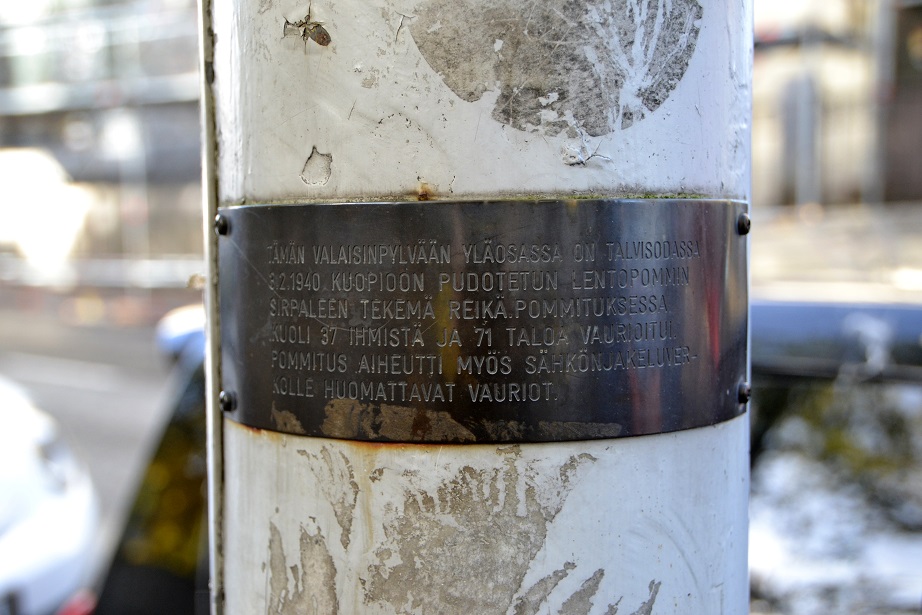 TÄMÄN VALAISINPYLVÄÄN YLÄOSASSA ON TALVISODASSA
3.2.1940 KUOPIOON PUDOTETUN LENTOPOMMIN
SIRPALEEN TEKEMÄ REIKÄ.POMMITUKSESSA
KUOLI 37 IHMISTÄ JA 71 TALOA VAURIOITUI.
POMMITUS AIHEUTTI MYÖS SÄHKÖNJAKELUVER-
KOLLE HUOMATTAVAT VAURIOT.